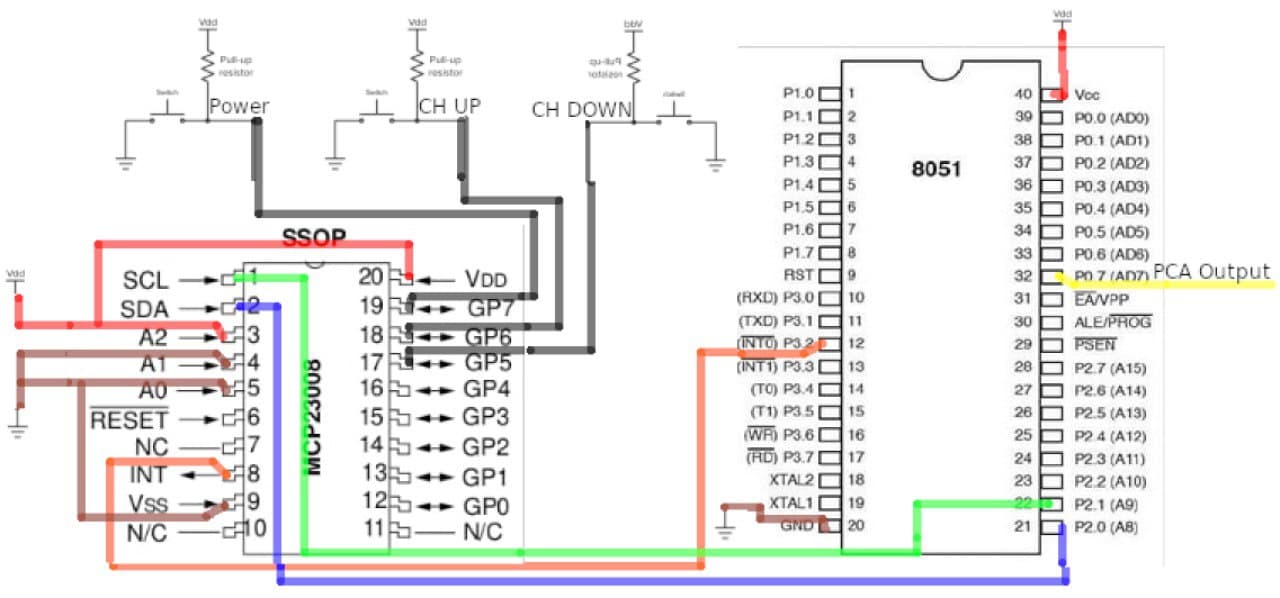 Vdd
Pull-up
resistor
Switch
Power
Vdd
Pull-up
resistor
Switch
CH UP
Vdd
Pull-up
resistor
Switch
CH DOWN
Vdd
SSOP
MCP23008
SCL 1
SDA 2
A2 3
A1 4
A0 5
RESET 6
NC 7
INT 8
VSS 9
N/C 10
20 VDD
19 GP7
18 GP6
17 GP5
16 GP4
15 GP3
14 GP2
13 GP1
12 GP0
11 N/C
Vdd
8051
P1.0 1
P1.1 2
P1.2 3
P1.3 4
P1.4 5
P1.5 6
P1.6 7
P1.7 8
RST 9
(RXD) P3.0 10
(TXD) P3.1 11
(INT0) P3.2 12
(INT1) P3.3 13
(T0) P3.4 14
(T1) P3.5 15
(WR) P3.6 16
(RD) P3.7 17
XTAL2 18
XTAL1 19
GND 20
40 Vcc
39 P0.0 (AD0)
38 P0.1 (AD1)
37 P0.2 (AD2)
36 P0.3 (AD3)
35 P0.4 (AD4)
34 P0.5 (AD5)
33 P0.6 (AD6)
32 P0.7 (AD7) PCA Output
31 EA/VPP
30 ALE/PROG
29 PSEN
28 P2.7 (A15)
27 P2.6 (A14)
26 P2.5 (A13)
25 P2.4 (A12)
24 P2.3 (A11)
23 P2.2 (A10)
22 P2.1 (A9)
21 P2.0 (A8)